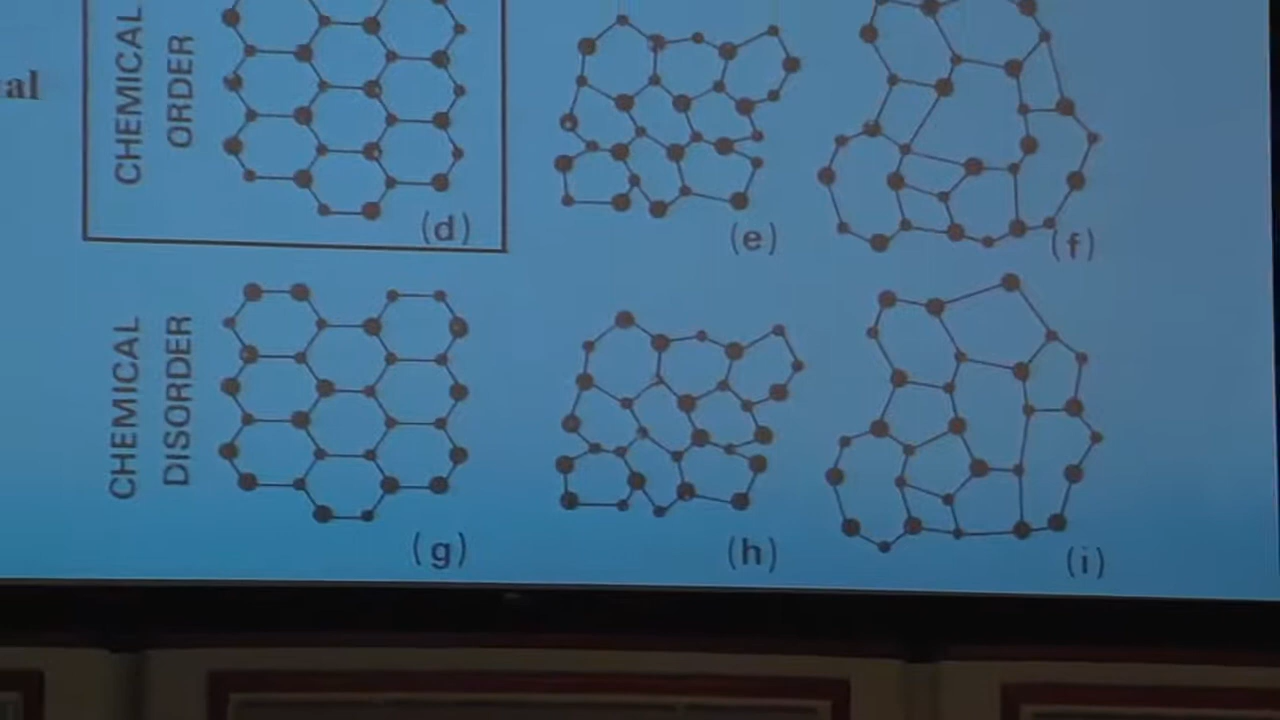 al
CHEMICAL
ORDER
(d)
(e)
(f)
CHEMICAL
DISORDER
(g)
(h)
(i)